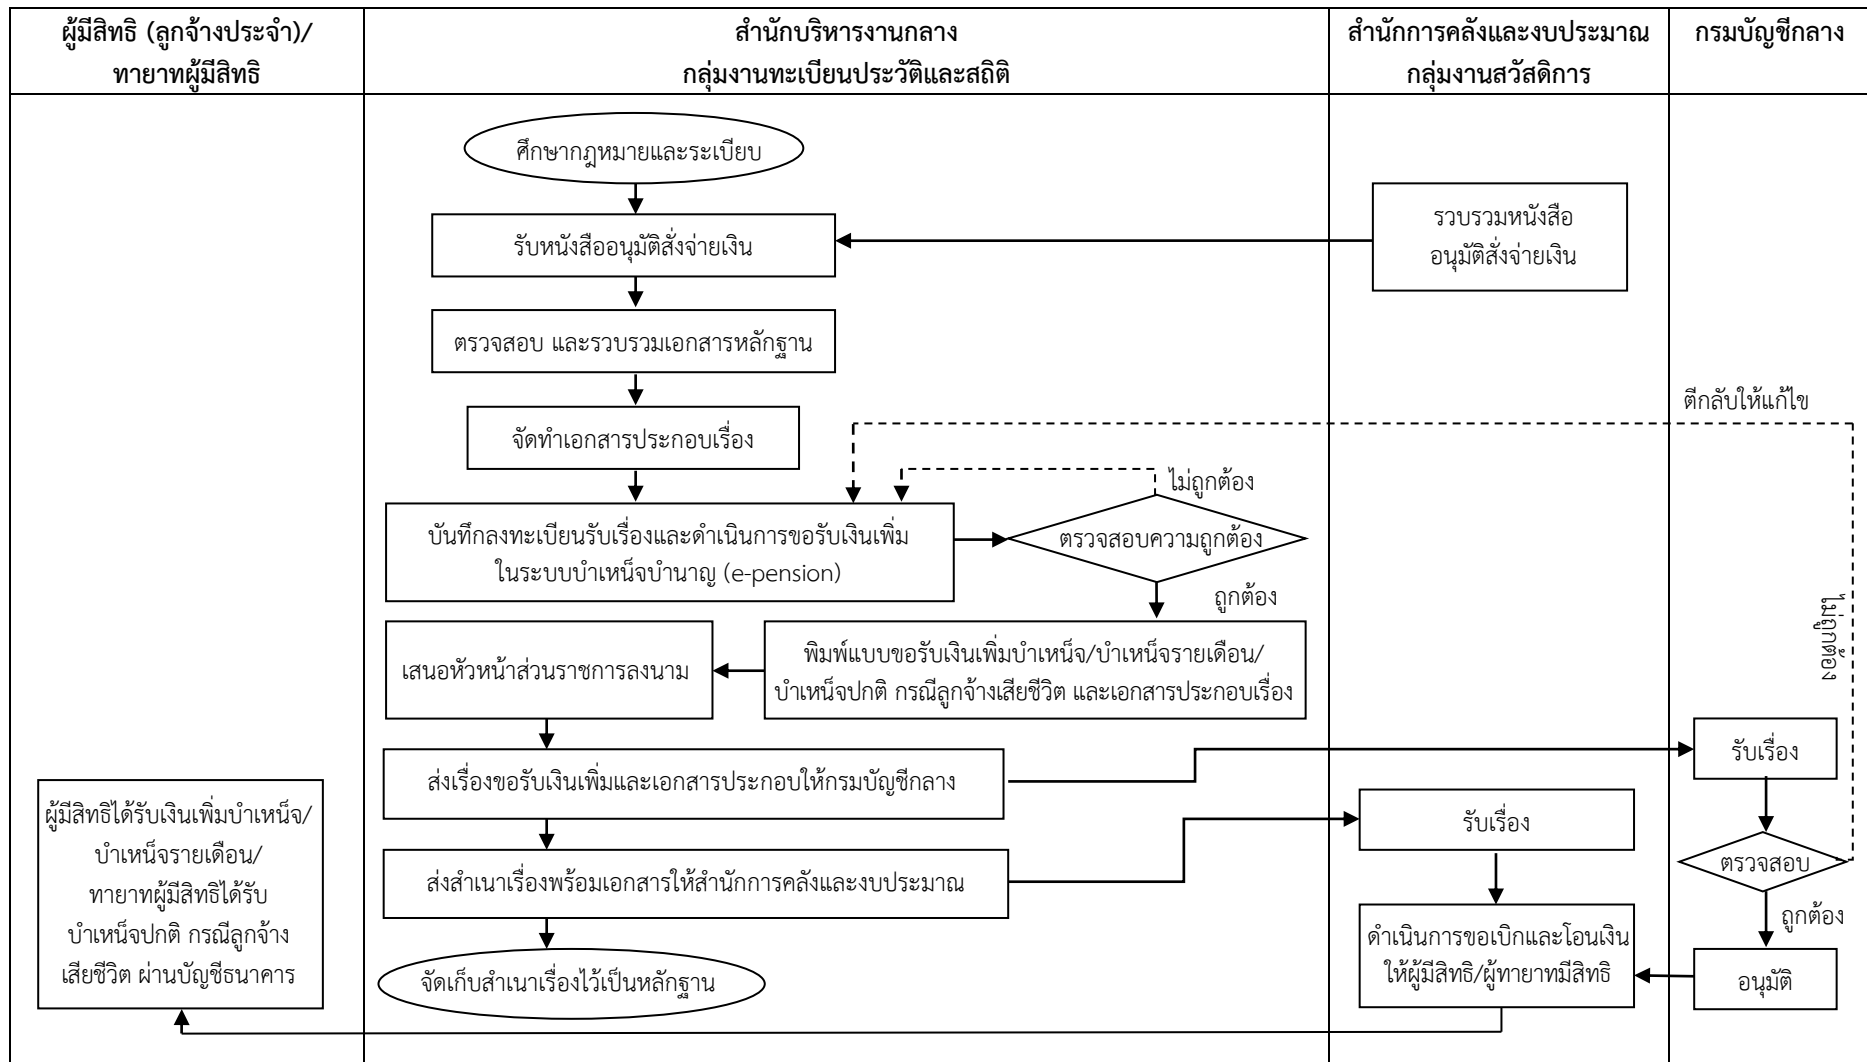 ผู้มีสิทธิ (ลูกจ้างประจำ)/
ทายาทผู้มีสิทธิ
สำนักบริหารงานกลาง
กลุ่มงานทะเบียนประวัติและสถิติ
สำนักการคลังและงบประมาณ
กลุ่มงานสวัสดิการ
กรมบัญชีกลาง
ศึกษากฎหมายและระเบียบ
รับหนังสืออนุมัติสั่งจ่ายเงิน
รวบรวมหนังสือ
อนุมัติสั่งจ่ายเงิน
ตรวจสอบ และรวบรวมเอกสารหลักฐาน
จัดทำเอกสารประกอบเรื่อง
ตีกลับให้แก้ไข
ไม่ถูกต้อง
บันทึกลงทะเบียนรับเรื่องและดำเนินการขอรับเงินเพิ่ม
ในระบบบำเหน็จบำนาญ (e-pension)
ตรวจสอบความถูกต้อง
ถูกต้อง
ไม่ถูกต้อง
เสนอหัวหน้าส่วนราชการลงนาม
พิมพ์แบบขอรับเงินเพิ่มบำเหน็จ/บำเหน็จรายเดือน/
บำเหน็จปกติ กรณีลูกจ้างเสียชีวิต และเอกสารประกอบเรื่อง
ส่งเรื่องขอรับเงินเพิ่มและเอกสารประกอบให้กรมบัญชีกลาง
รับเรื่อง
ผู้มีสิทธิได้รับเงินเพิ่มบำเหน็จ/
บำเหน็จรายเดือน/
ทายาทผู้มีสิทธิได้รับ
บำเหน็จปกติ กรณีลูกจ้าง
เสียชีวิต ผ่านบัญชีธนาคาร
รับเรื่อง
ตรวจสอบ
ส่งสำเนาเรื่องพร้อมเอกสารให้สำนักการคลังและงบประมาณ
ถูกต้อง
ดำเนินการขอเบิกและโอนเงิน
ให้ผู้มีสิทธิ/ผู้ทายาทมีสิทธิ
อนุมัติ
จัดเก็บสำเนาเรื่องไว้เป็นหลักฐาน